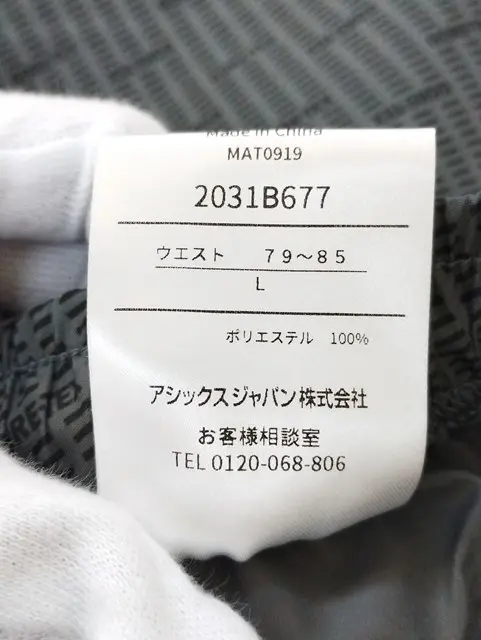 Made in China
MAT0919
2031B677
ウエスト 79～85
L
ポリエステル 100%
アシックスジャパン株式会社
お客様相談室
TEL 0120-068-806